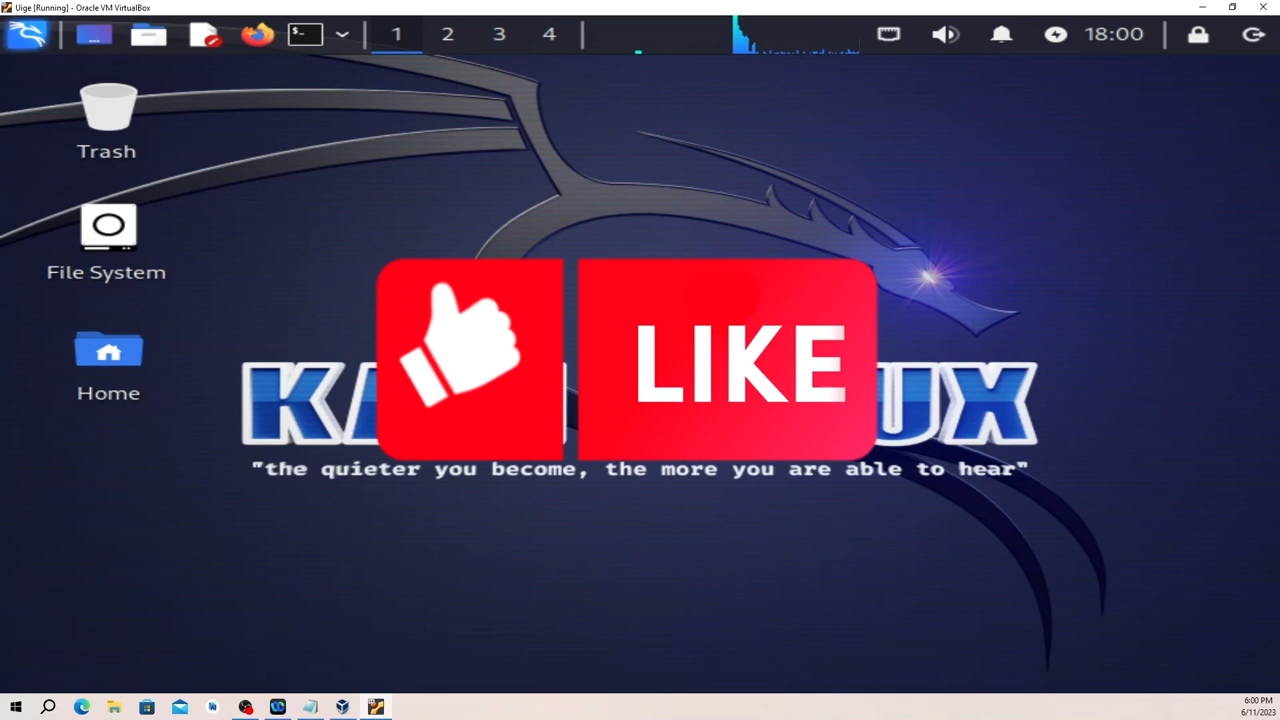 Uige [Running] - Oracle VM VirtualBox
1 2 3 4 18:00
Trash
File System
Home
LIKE
"the quieter you become, the more you are able to hear"
6:00 PM
6/11/2023